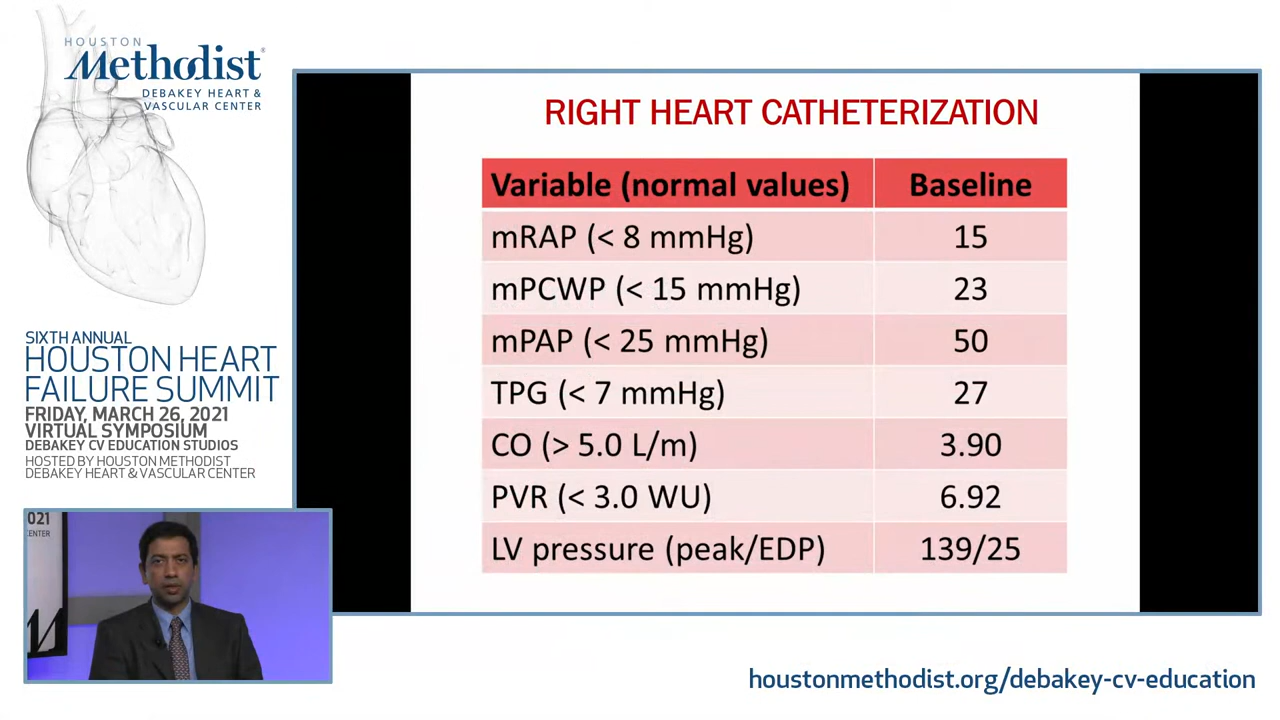 HOUSTON
Methodist®
DEBAKEY HEART &
VASCULAR CENTER
SIXTH ANNUAL
HOUSTON HEART
FAILURE SUMMIT
FRIDAY, MARCH 26, 2021
VIRTUAL SYMPOSIUM
DEBAKEY CV EDUCATION STUDIOS
HOSTED BY HOUSTON METHODIST
DEBAKEY HEART & VASCULAR CENTER
021
ENTER
M
RIGHT HEART CATHETERIZATION
Variable (normal values) Baseline
mRAP (< 8 mmHg) 15
mPCWP (< 15 mmHg) 23
mPAP (< 25 mmHg) 50
TPG (< 7 mmHg) 27
CO (> 5.0 L/m) 3.90
PVR (< 3.0 WU) 6.92
LV pressure (peak/EDP) 139/25
houstonmethodist.org/debakey-cv-education